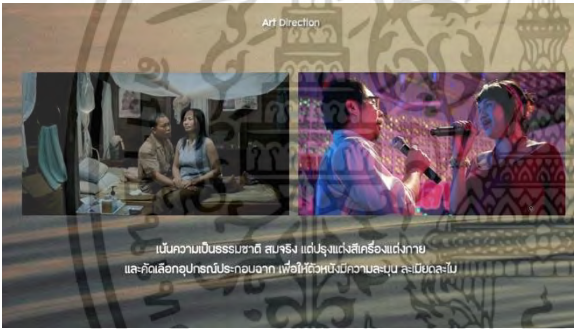 Art Direction
เน้นความเป็นธรรมชาติ สมจริง แต่ปรุงแต่งสีเครื่องแต่งกาย
และคัดเลือกอุปกรณ์ประกอบฉาก เพื่อให้ตัวหนังมีความละมุน ละเมียดละไม